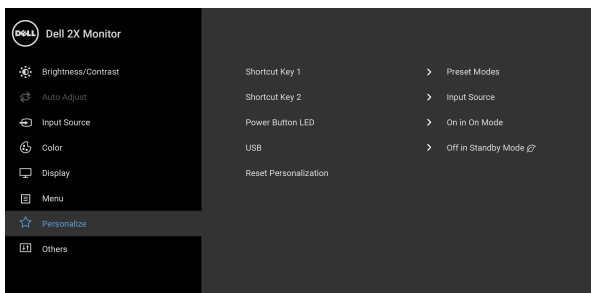 DELL Dell 2X Monitor
Brightness/Contrast
Auto Adjust
Input Source
Color
Display
Menu
Personalize
Others
Shortcut Key 1 > Preset Modes
Shortcut Key 2 > Input Source
Power Button LED > On in On Mode
USB > Off in Standby Mode
Reset Personalization